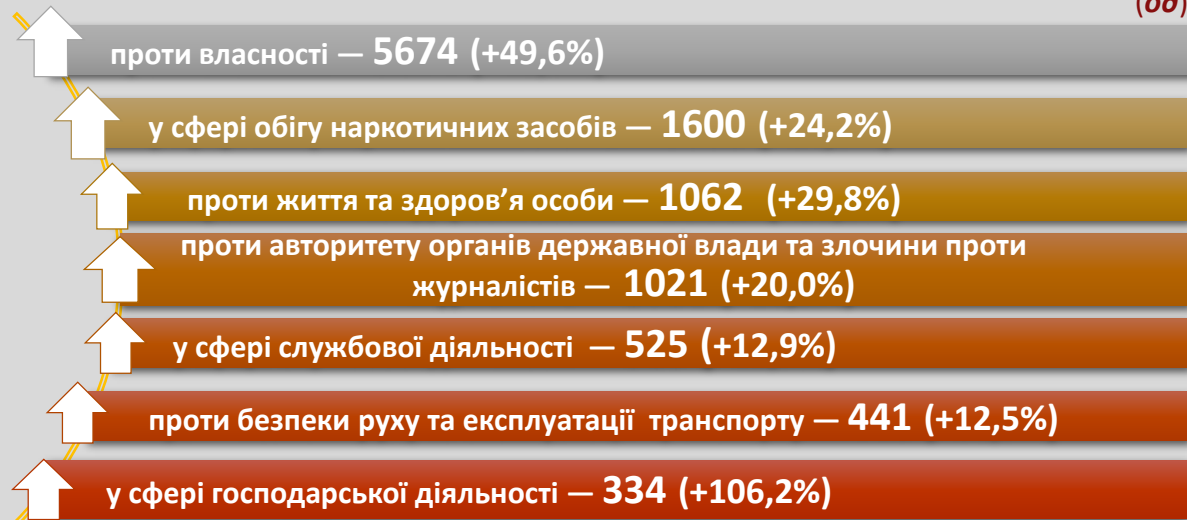 (об)
проти власності — 5674 (+49,6%)
у сфері обігу наркотичних засобів — 1600 (+24,2%)
проти життя та здоров’я особи — 1062 (+29,8%)
проти авторитету органів державної влади та злочини проти
журналістів — 1021 (+20,0%)
у сфері службової діяльності — 525 (+12,9%)
проти безпеки руху та експлуатації транспорту — 441 (+12,5%)
у сфері господарської діяльності — 334 (+106,2%)